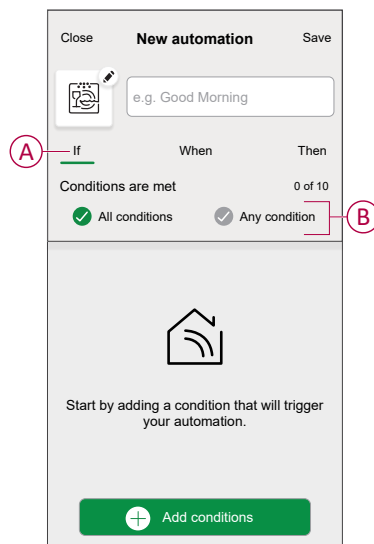 Close New automation Save
e.g. Good Morning
A If When Then
Conditions are met 0 of 10
All conditions Any condition B
Start by adding a condition that will trigger
your automation.
Add conditions